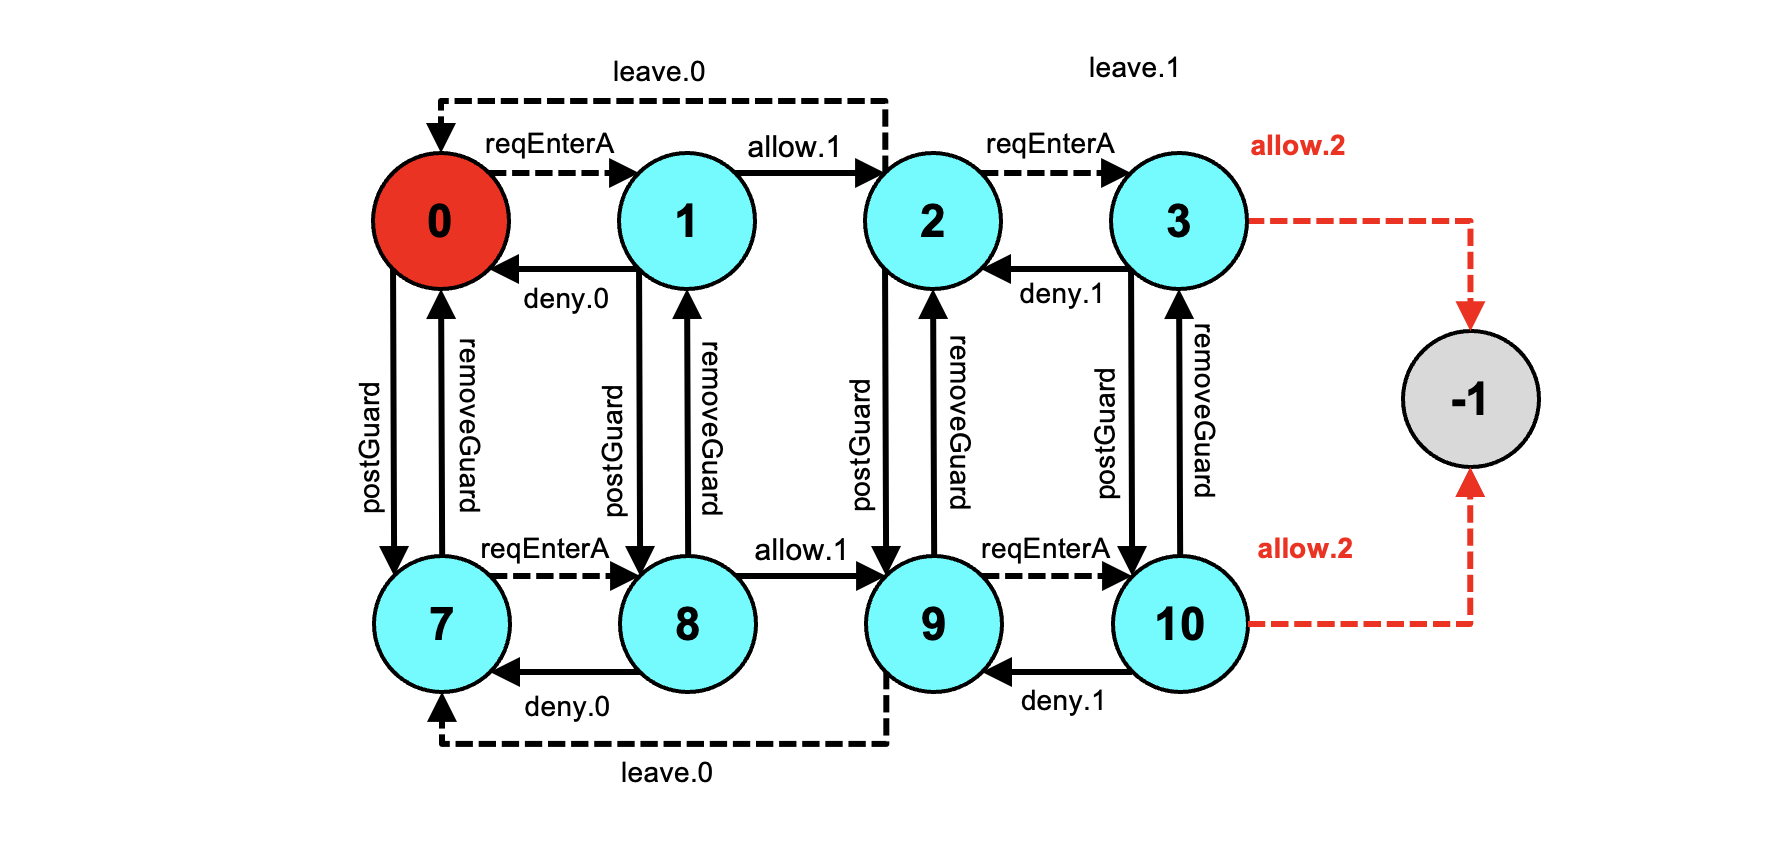 leave.0
leave.1
reqEnterA
allow.1
reqEnterA
allow.2
0
1
2
3
deny.0
deny.1
postGuard
removeGuard
postGuard
removeGuard
postGuard
removeGuard
postGuard
removeGuard
-1
reqEnterA
allow.1
reqEnterA
allow.2
7
8
9
10
deny.0
deny.1
leave.0